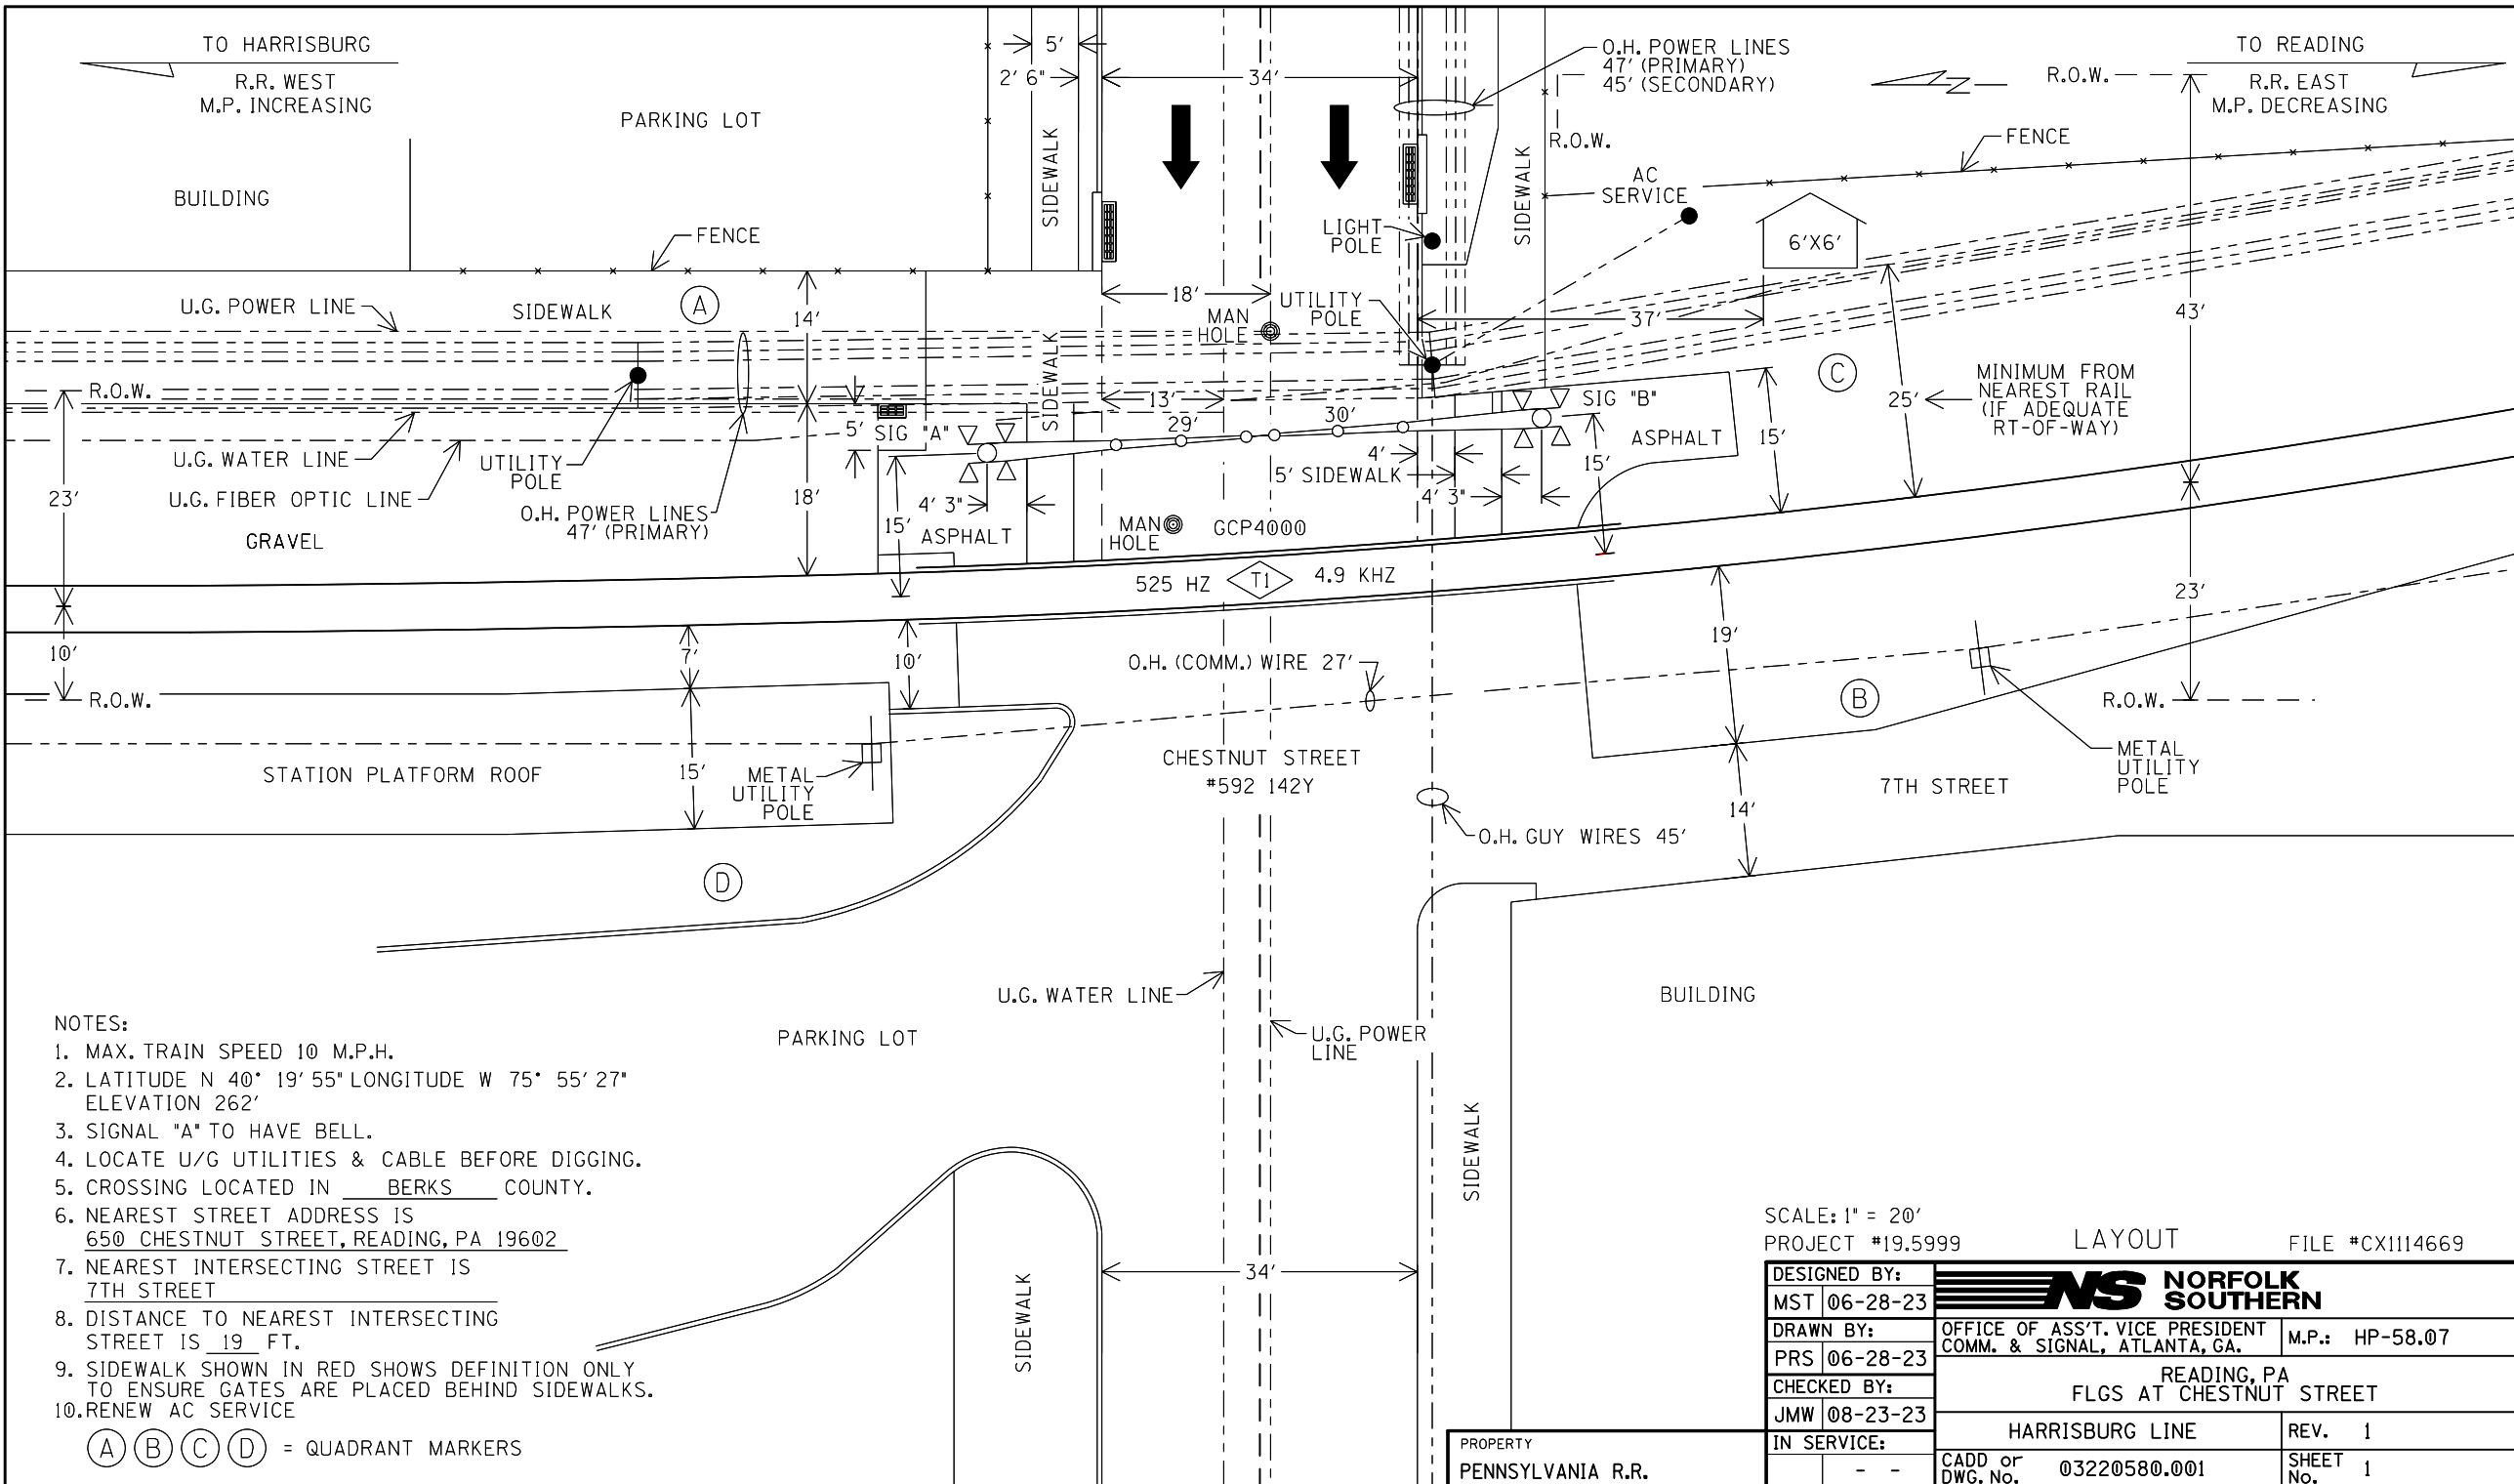 TO HARRISBURG
R.R. WEST
M.P. INCREASING
PARKING LOT
BUILDING
5'
2' 6"
34'
SIDEWALK
O.H. POWER LINES
47' (PRIMARY)
45' (SECONDARY)
R.O.W.
SIDEWALK
Z
R.O.W.
TO READING
R.R. EAST
M.P. DECREASING
FENCE
AC
SERVICE
LIGHT
POLE
6'X6'
FENCE
U.G. POWER LINE
SIDEWALK
A
14'
18'
MAN
HOLE
UTILITY
POLE
37'
43'
R.O.W.
SIDEWALK
13'
29'
30'
SIG "A"
5'
SIG "B"
ASPHALT
15'
25'
C
MINIMUM FROM
NEAREST RAIL
(IF ADEQUATE
RT-OF-WAY)
U.G. WATER LINE
UTILITY
POLE
U.G. FIBER OPTIC LINE
O.H. POWER LINES
47' (PRIMARY)
23'
GRAVEL
18'
15'
4' 3"
ASPHALT
MAN
HOLE
GCP4000
4'
5' SIDEWALK
4' 3"
15'
525 HZ
T1
4.9 KHZ
10'
R.O.W.
7'
10'
O.H. (COMM.) WIRE 27'
19'
23'
B
R.O.W.
STATION PLATFORM ROOF
15'
METAL
UTILITY
POLE
CHESTNUT STREET
#592 142Y
METAL
UTILITY
POLE
7TH STREET
14'
O.H. GUY WIRES 45'
D
U.G. WATER LINE
U.G. POWER
LINE
PARKING LOT
BUILDING
SIDEWALK
34'
SIDEWALK
NOTES:
1. MAX. TRAIN SPEED 10 M.P.H.
2. LATITUDE N 40° 19' 55" LONGITUDE W 75° 55' 27"
ELEVATION 262'
3. SIGNAL "A" TO HAVE BELL.
4. LOCATE U/G UTILITIES & CABLE BEFORE DIGGING.
5. CROSSING LOCATED IN BERKS COUNTY.
6. NEAREST STREET ADDRESS IS
650 CHESTNUT STREET, READING, PA 19602
7. NEAREST INTERSECTING STREET IS
7TH STREET
8. DISTANCE TO NEAREST INTERSECTING
STREET IS 19 FT.
9. SIDEWALK SHOWN IN RED SHOWS DEFINITION ONLY
TO ENSURE GATES ARE PLACED BEHIND SIDEWALKS.
10. RENEW AC SERVICE
A B C D = QUADRANT MARKERS
SCALE: 1" = 20'
PROJECT #19.5999
LAYOUT
FILE #CX1114669
DESIGNED BY:
MST 06-28-23
DRAWN BY:
PRS 06-28-23
CHECKED BY:
JMW 08-23-23
IN SERVICE:
- -
NS NORFOLK
SOUTHERN
OFFICE OF ASS'T. VICE PRESIDENT
COMM. & SIGNAL, ATLANTA, GA.
M.P.: HP-58.07
READING, PA
FLGS AT CHESTNUT STREET
HARRISBURG LINE
REV. 1
CADD or
DWG. No. 03220580.001
SHEET
No. 1
PROPERTY
PENNSYLVANIA R.R.